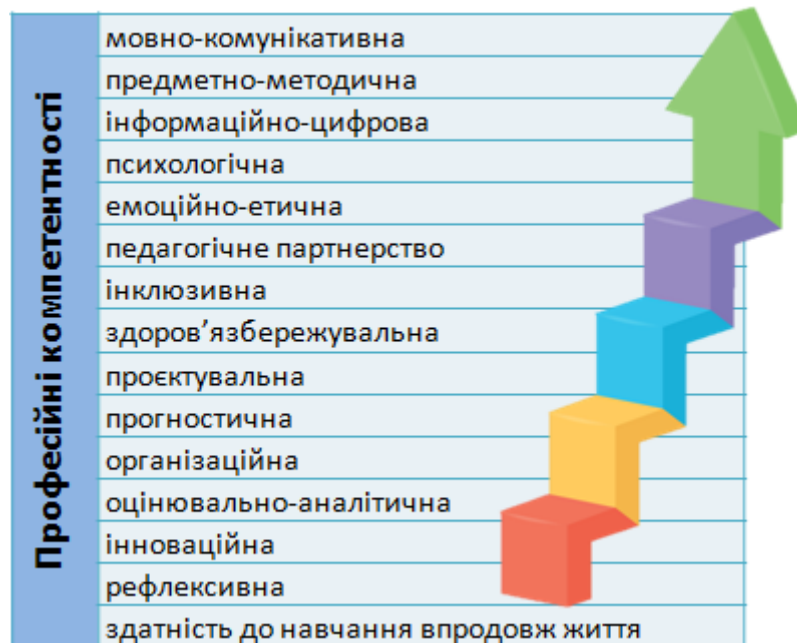 Професійні компетентності
мовно-комунікативна
предметно-методична
інформаційно-цифрова
психологічна
емоційно-етична
педагогічне партнерство
інклюзивна
здоров’язбережувальна
проєктувальна
прогностична
організаційна
оцінювально-аналітична
інноваційна
рефлексивна
здатність до навчання впродовж життя